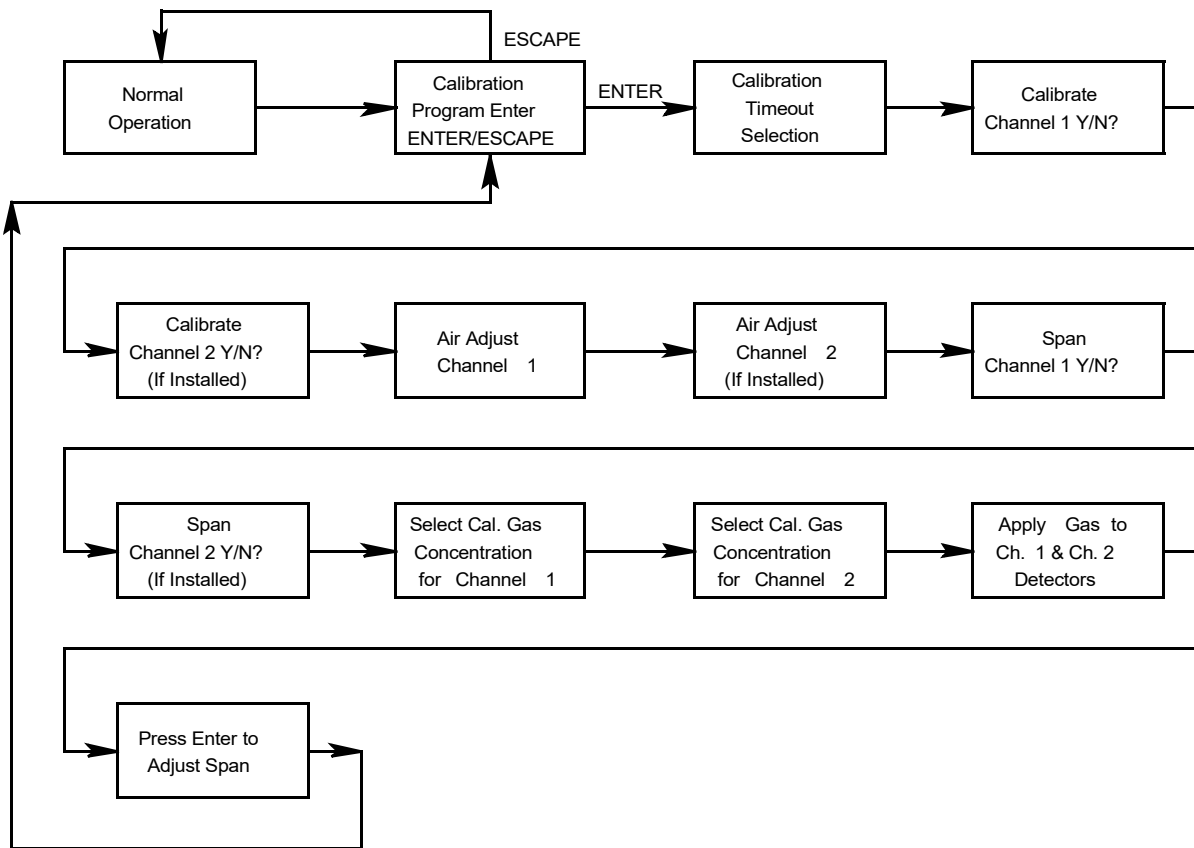 ESCAPE
Normal
Operation
Calibration
Program Enter
ENTER/ESCAPE
ENTER
Calibration
Timeout
Selection
Calibrate
Channel 1 Y/N?
Calibrate
Channel 2 Y/N?
(If Installed)
Air Adjust
Channel 1
Air Adjust
Channel 2
(If Installed)
Span
Channel 1 Y/N?
Span
Channel 2 Y/N?
(If Installed)
Select Cal. Gas
Concentration
for Channel 1
Select Cal. Gas
Concentration
for Channel 2
Apply Gas to
Ch. 1 & Ch. 2
Detectors
Press Enter to
Adjust Span